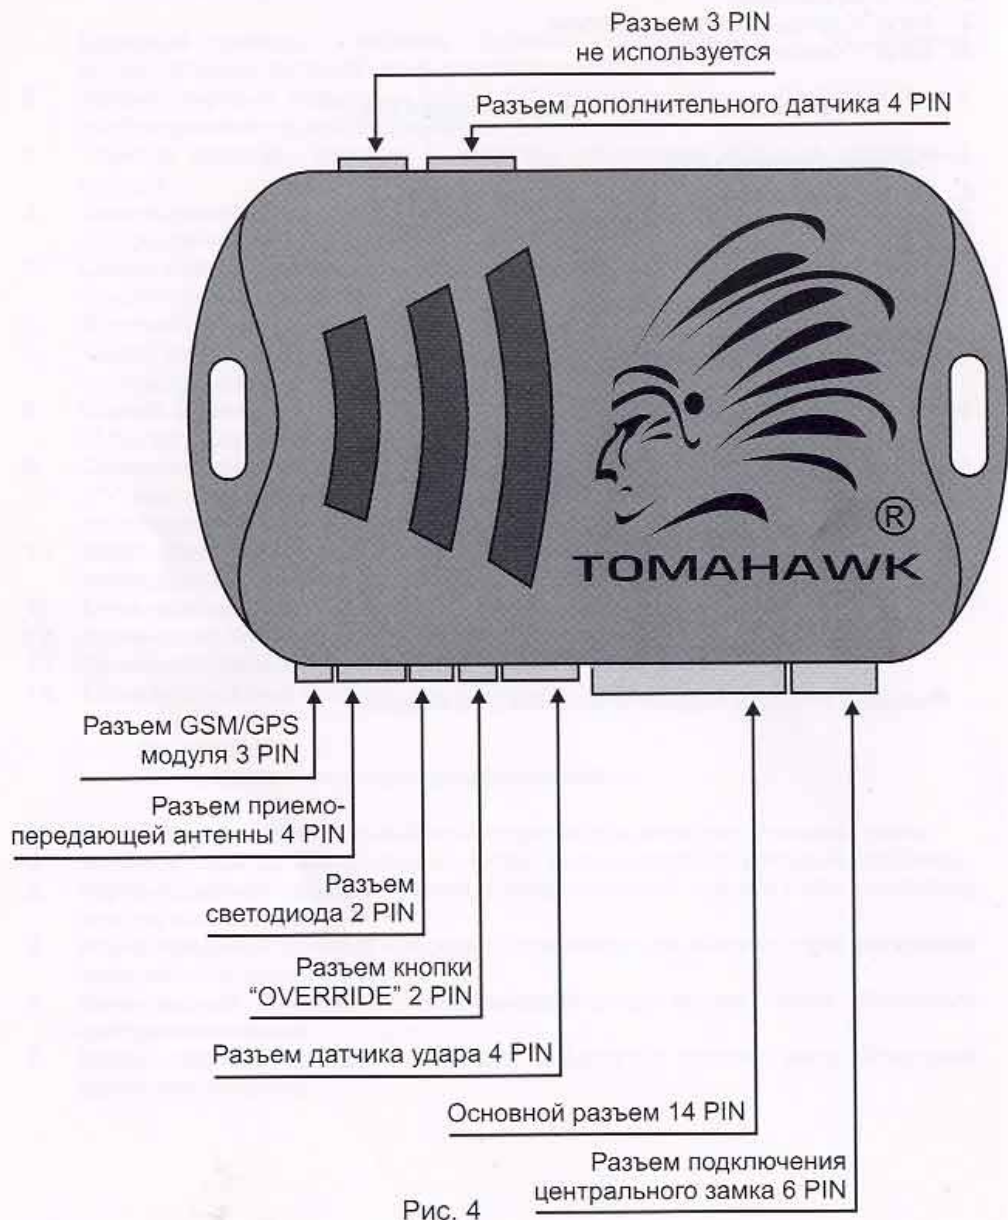 Разъем 3 PIN
не используется
Разъем дополнительного датчика 4 PIN
®
TOMAHAWK
Разъем GSM/GPS
модуля 3 PIN
Разъем приемо-
передающей антенны 4 PIN
Разъем
светодиода 2 PIN
Разъем кнопки
“OVERRIDE” 2 PIN
Разъем датчика удара 4 PIN
Основной разъем 14 PIN
Разъем подключения
центрального замка 6 PIN
Рис. 4